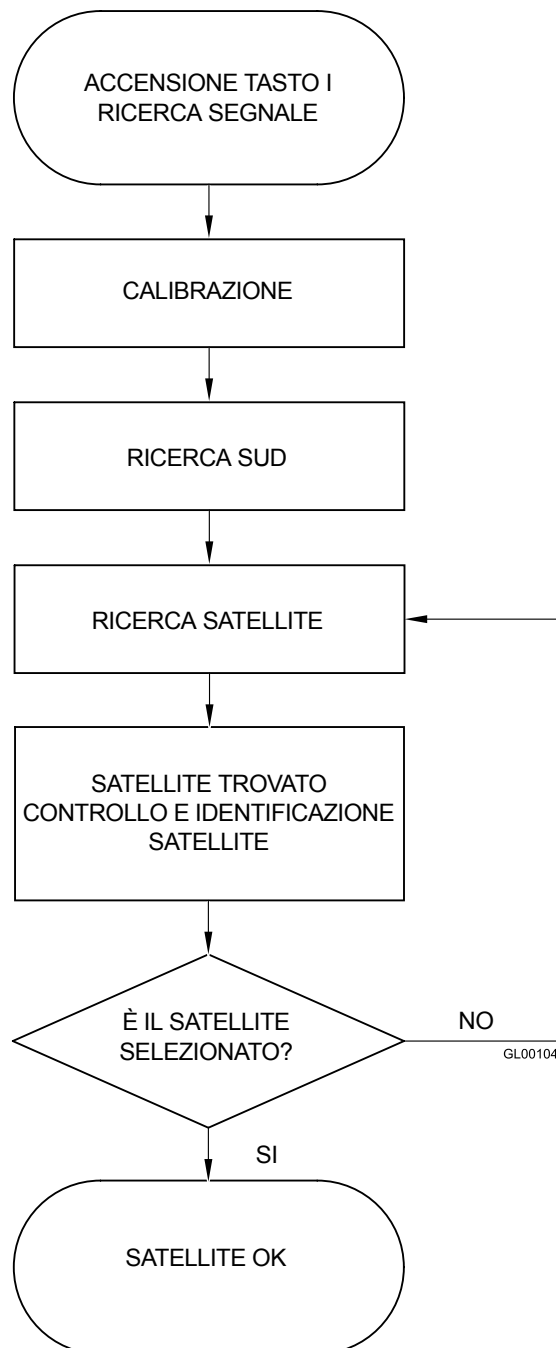 ACCENSIONE TASTO I
RICERCA SEGNALE
CALIBRAZIONE
RICERCA SUD
RICERCA SATELLITE
SATELLITE TROVATO
CONTROLLO E IDENTIFICAZIONE
SATELLITE
È IL SATELLITE
SELEZIONATO?
NO
GL00104
SI
SATELLITE OK